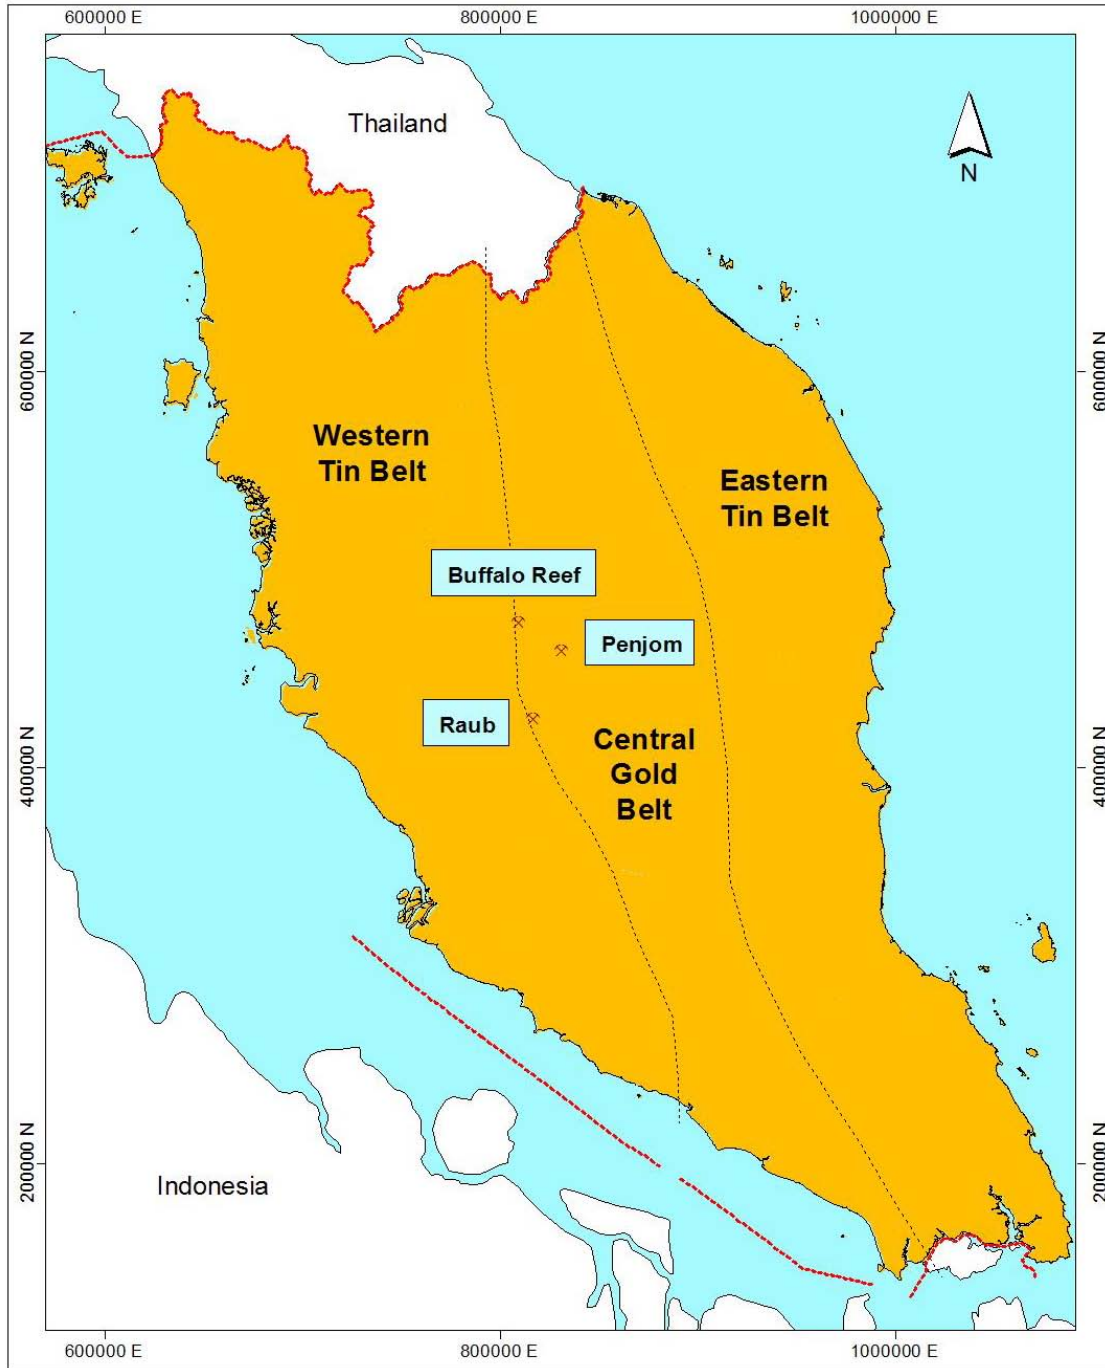 600000 E
800000 E
1000000 E
Thailand
N
600000 N
600000 N
Western
Tin Belt
Eastern
Tin Belt
Buffalo Reef
Penjom
Raub
Central
Gold
Belt
400000 N
400000 N
200000 N
200000 N
Indonesia
600000 E
800000 E
1000000 E